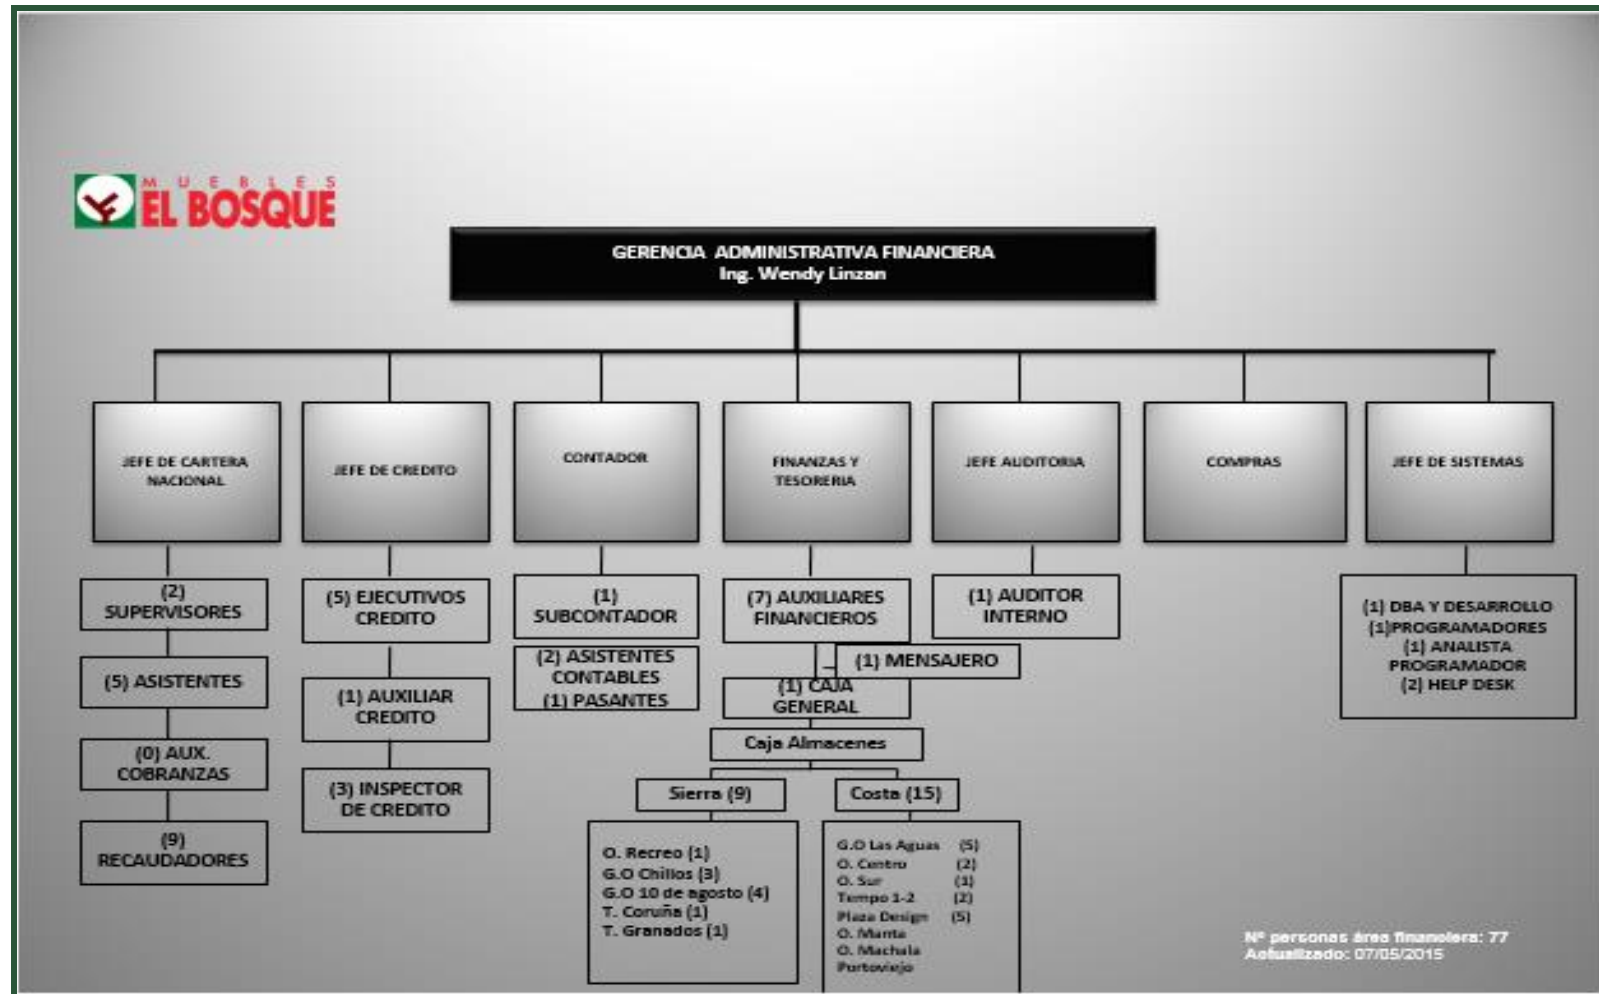 MUEBLES
EL BOSQUE
GERENCIA ADMINISTRATIVA FINANCIERA
Ing. Wendy Linzan
JEFE DE CARTERA
NACIONAL
JEFE DE CREDITO
CONTADOR
FINANZAS Y
TESORERIA
JEFE AUDITORIA
COMPRAS
JEFE DE SISTEMAS
(2)
SUPERVISORES
(5) ASISTENTES
(0) AUX.
COBRANZAS
(9)
RECAUDADORES
(5) EJECUTIVOS
CREDITO
(1) AUXILIAR
CREDITO
(3) INSPECTOR
DE CREDITO
(1)
SUBCONTADOR
(2) ASISTENTES
CONTABLES
(1) PASANTES
(7) AUXILIARES
FINANCIEROS
(1) MENSAJERO
(1) CAJA
GENERAL
Caja Almacenes
Sierra (9)
O. Recreo (1)
G.O Chillos (3)
G.O 10 de agosto (4)
T. Coruña (1)
T. Granados (1)
Costa (15)
G.O Las Aguas (5)
O. Centro (2)
O. Sur (1)
Tempo 1-2 (2)
Plaza Design (5)
O. Manta
O. Machala
Portoviejo
(1) AUDITOR
INTERNO
(1) DBA Y DESARROLLO
(1)PROGRAMADORES
(1) ANALISTA
PROGRAMADOR
(2) HELP DESK
Nº personas área financiera: 77
Actualizado: 07/05/2015